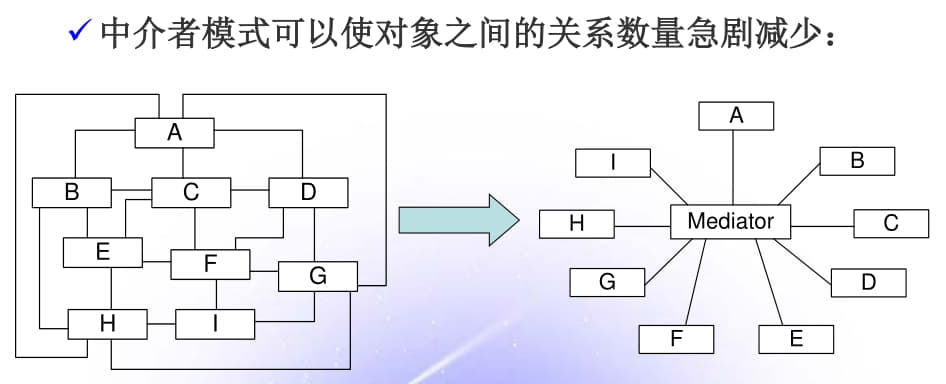 ✓ 中介者模式可以使对象之间的关系数量急剧减少：
A
B C D
E F G
H I
A
I B
H Mediator C
G D
F E